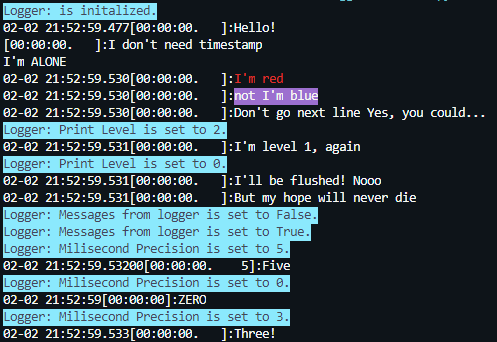 Logger: is initalized.
02-02 21:52:59.477[00:00:00.   ]:Hello!
[00:00:00.   ]:I don't need timestamp
I'm ALONE
02-02 21:52:59.530[00:00:00.   ]:I'm red
02-02 21:52:59.530[00:00:00.   ]:not I'm blue
02-02 21:52:59.530[00:00:00.   ]:Don't go next line Yes, you could...
Logger: Print Level is set to 2.
02-02 21:52:59.531[00:00:00.   ]:I'm level 1, again
Logger: Print Level is set to 0.
02-02 21:52:59.531[00:00:00.   ]:I'll be flushed! Nooo
02-02 21:52:59.531[00:00:00.   ]:But my hope will never die
Logger: Messages from logger is set to False.
Logger: Messages from logger is set to True.
Logger: Milisecond Precision is set to 5.
02-02 21:52:59.53200[00:00:00.    5]:Five
Logger: Milisecond Precision is set to 0.
02-02 21:52:59[00:00:00]:ZERO
Logger: Milisecond Precision is set to 3.
02-02 21:52:59.533[00:00:00.   ]:Three!